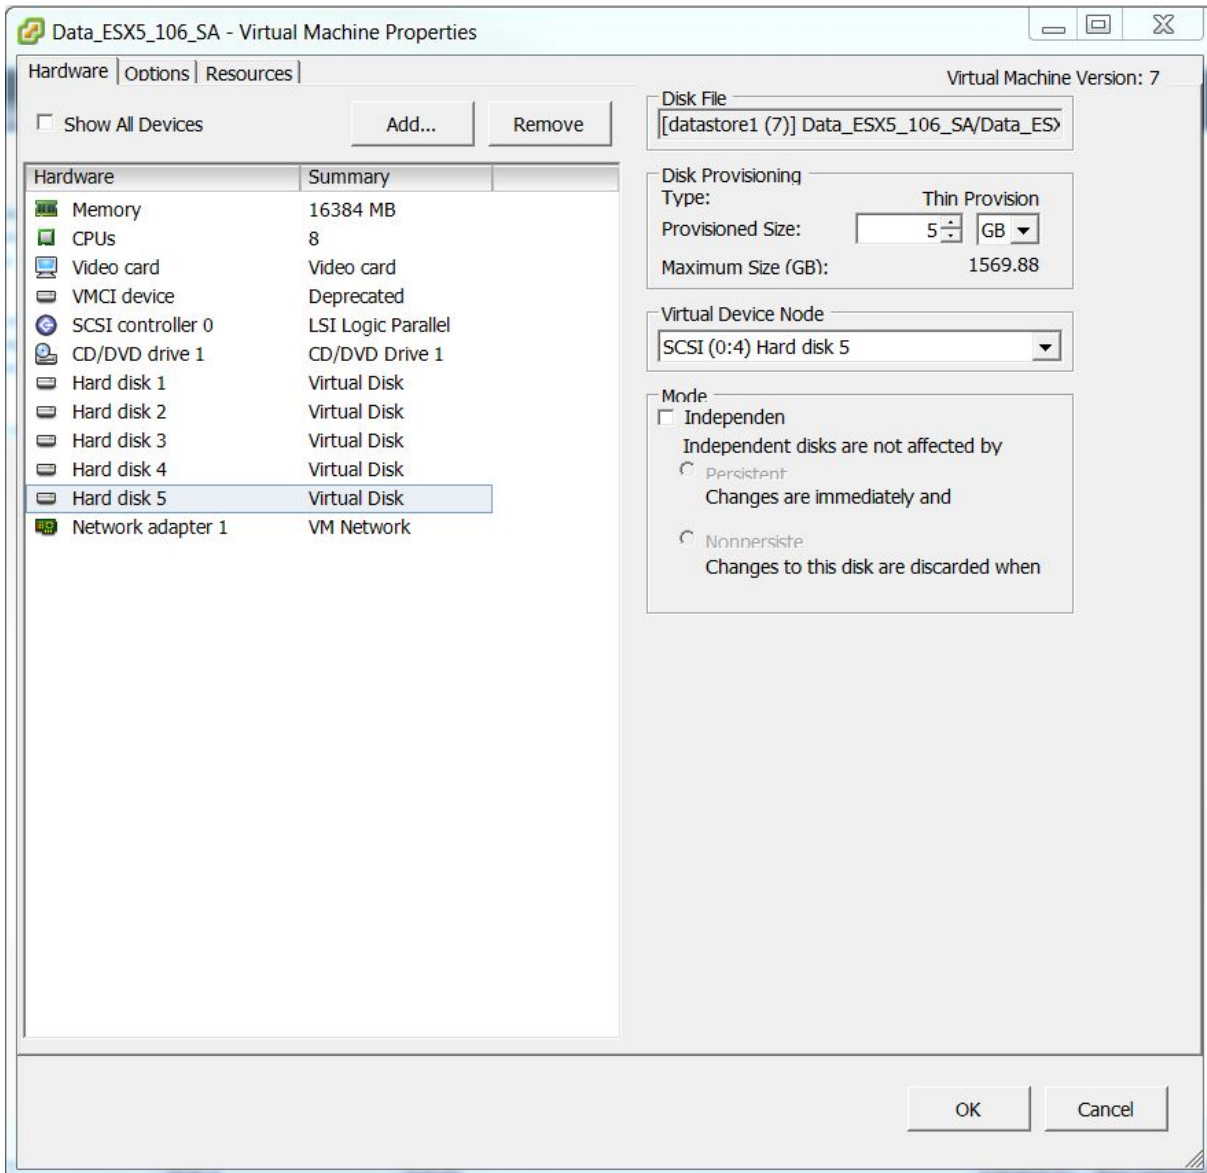 Data_ESX5_106_SA - Virtual Machine Properties
Hardware Options Resources
Virtual Machine Version: 7
Show All Devices
Add...
Remove
Hardware Summary
Memory 16384 MB
CPUs 8
Video card Video card
VMCI device Deprecated
SCSI controller 0 LSI Logic Parallel
CD/DVD drive 1 CD/DVD Drive 1
Hard disk 1 Virtual Disk
Hard disk 2 Virtual Disk
Hard disk 3 Virtual Disk
Hard disk 4 Virtual Disk
Hard disk 5 Virtual Disk
Network adapter 1 VM Network
Disk File
[datastore1 (7)] Data_ESX5_106_SA/Data_ESX
Disk Provisioning
Type: Thin Provision
Provisioned Size: 5 GB
Maximum Size (GB): 1569.88
Virtual Device Node
SCSI (0:4) Hard disk 5
Mode
Independen
Independent disks are not affected by
Persistent
Changes are immediately and
Nonpersiste
Changes to this disk are discarded when
OK
Cancel